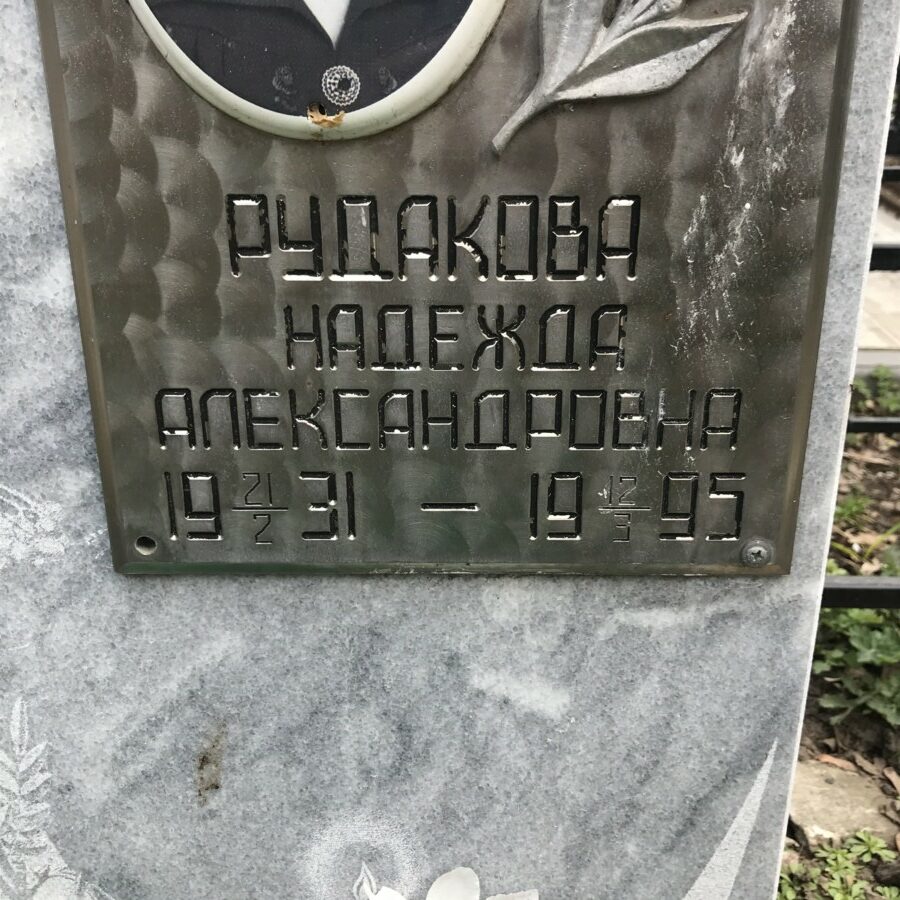 РУДАКОВА
НАДЕЖДА
АЛЕКСАНДРОВНА
19 21/2 31 — 19 12/3 95